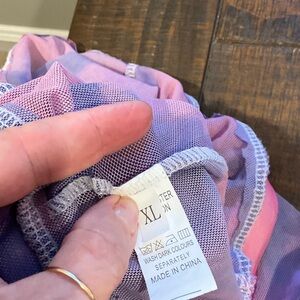 XL
WASH DARK COLOURS
SEPARATELY
MADE IN CHINA